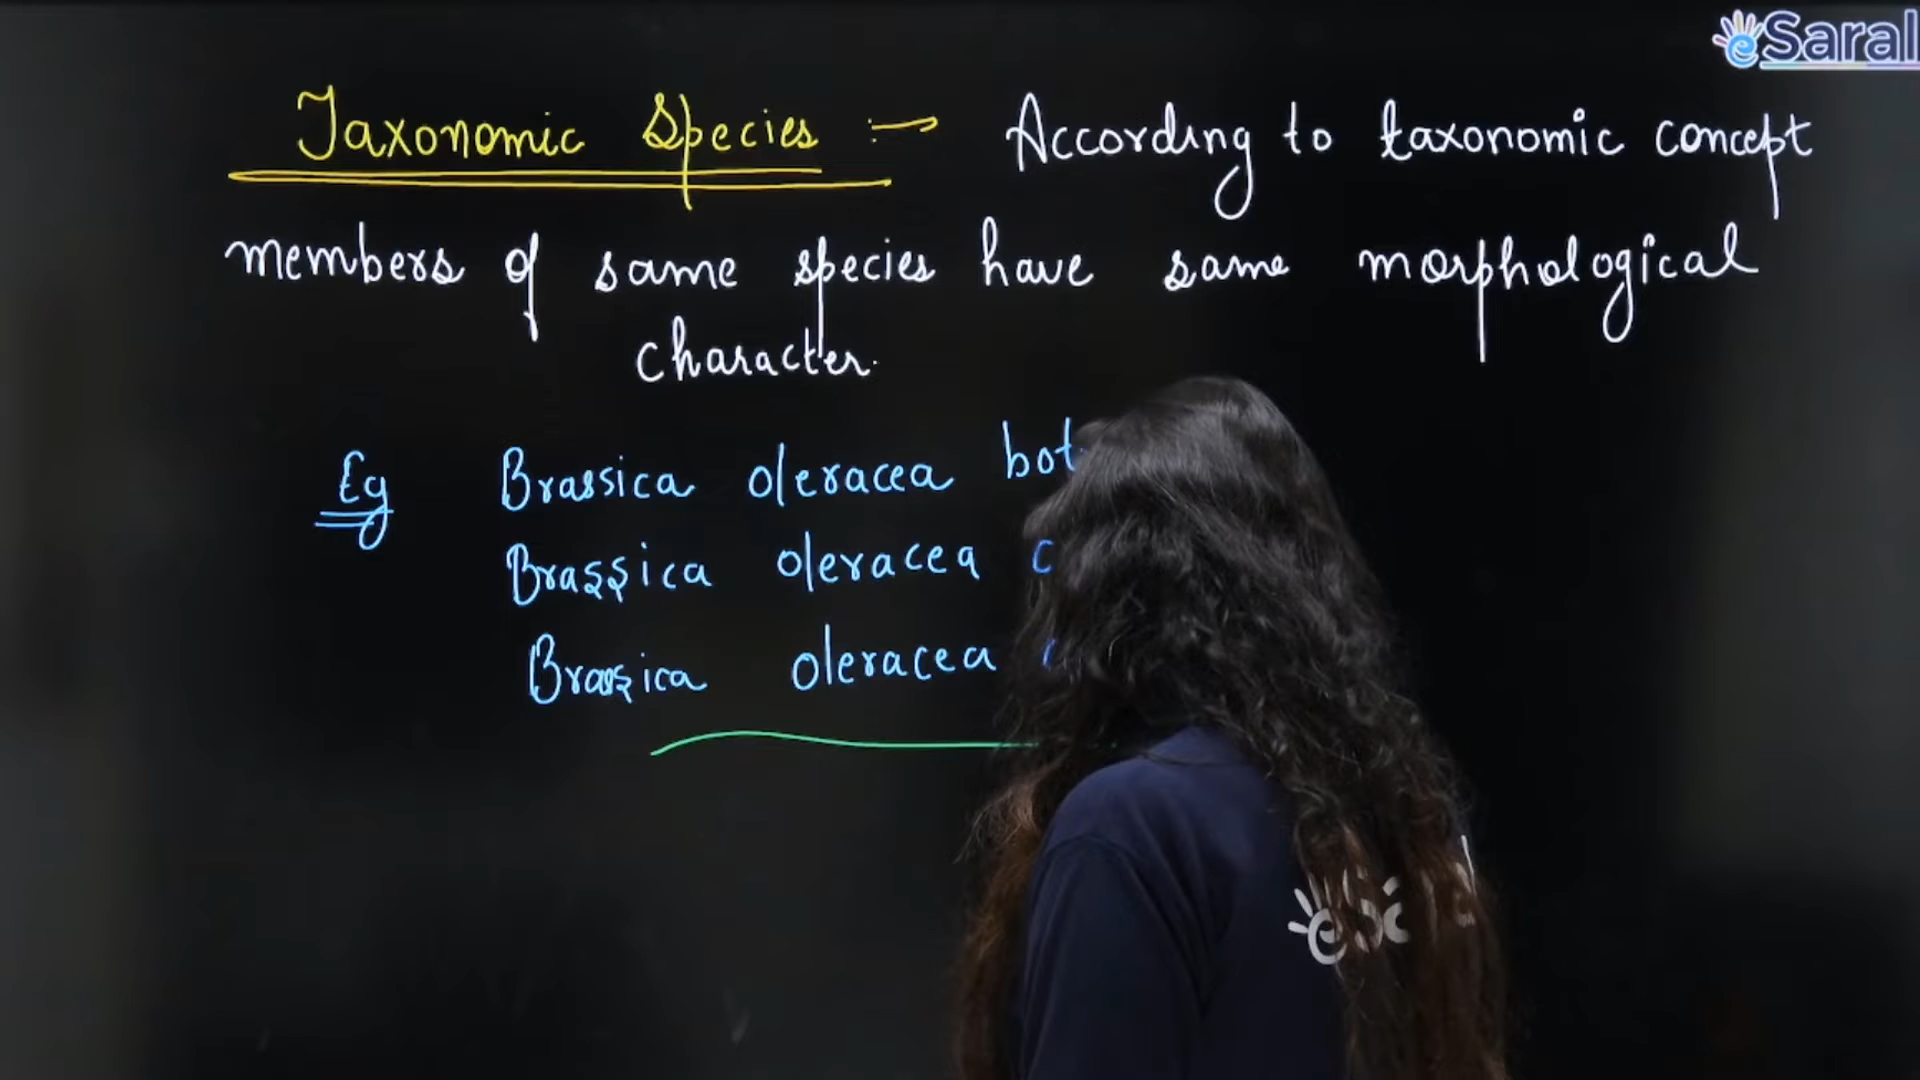 eSaral
Taxonomic Species :- According to taxonomic concept
members of same species have same morphological
character.
Eg Brassica oleracea bot
Brassica oleracea c
Brassica oleracea